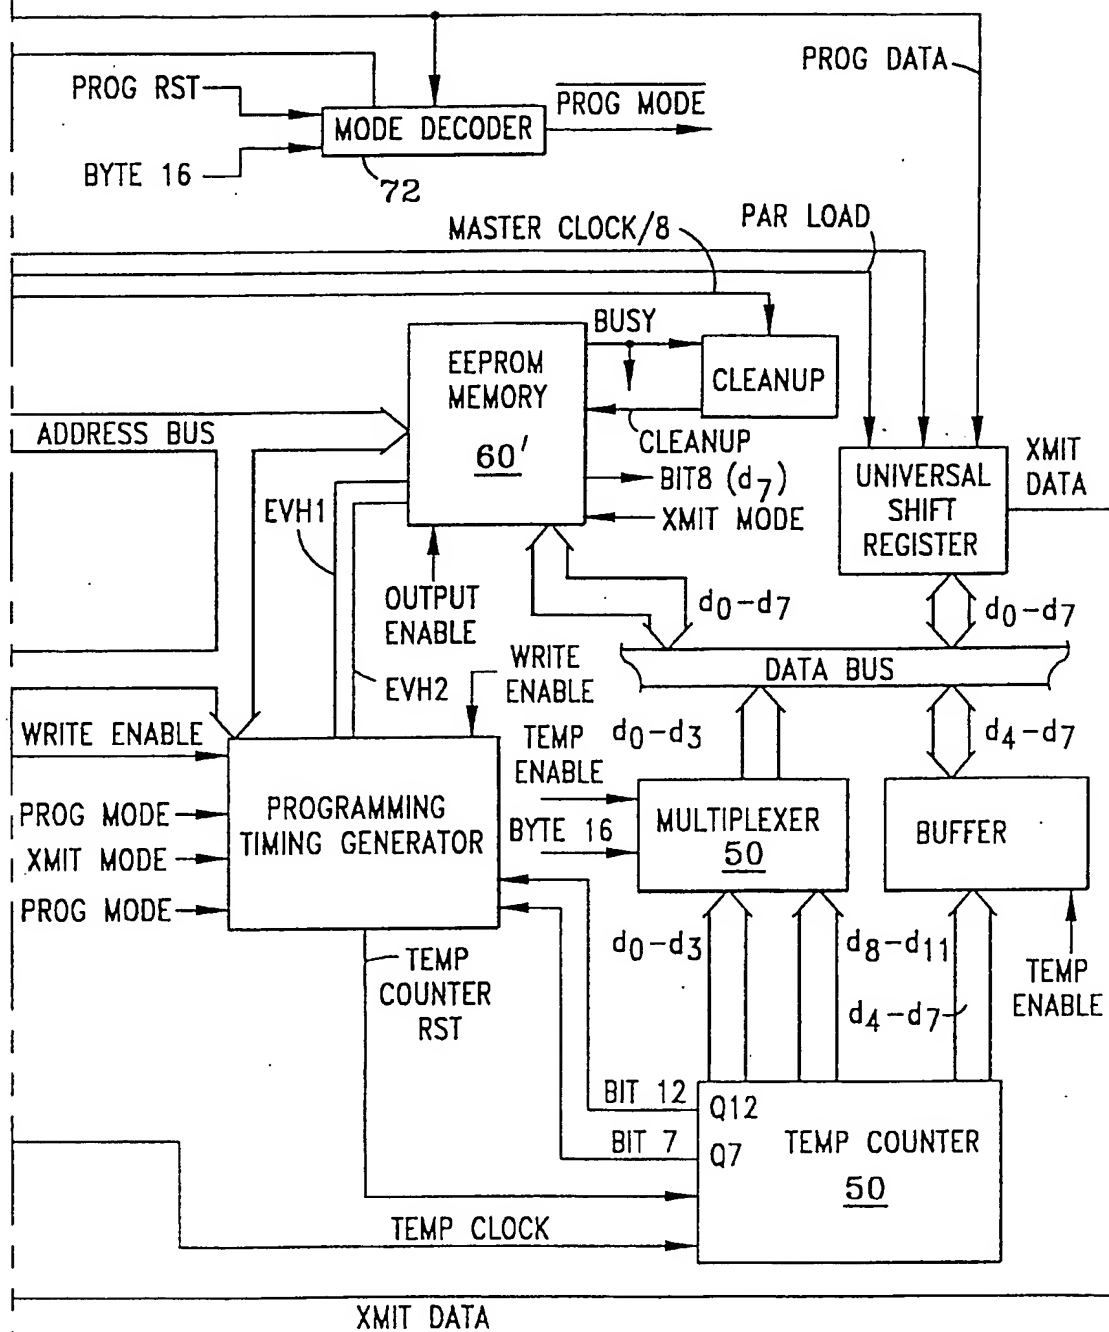 PROG DATA
PROG RST
PROG MODE
MODE DECODER
BYTE 16
72
MASTER CLOCK/8
PAR LOAD
BUSY
EEPROM
MEMORY
60'
CLEANUP
ADDRESS BUS
CLEANUP
BIT8 (d7)
XMIT MODE
UNIVERSAL
SHIFT
REGISTER
XMIT
DATA
EVH1
OUTPUT
ENABLE
d0-d7
d0-d7
EVH2
WRITE
ENABLE
DATA BUS
WRITE ENABLE
TEMP
ENABLE
d0-d3
d4-d7
PROG MODE
PROGRAMMING
TIMING GENERATOR
BYTE 16
MULTIPLEXER
50
BUFFER
XMIT MODE
PROG MODE
TEMP
COUNTER
RST
d0-d3
d8-d11
d4-d7
TEMP
ENABLE
BIT 12
Q12
BIT 7
Q7
TEMP COUNTER
50
TEMP CLOCK
XMIT DATA